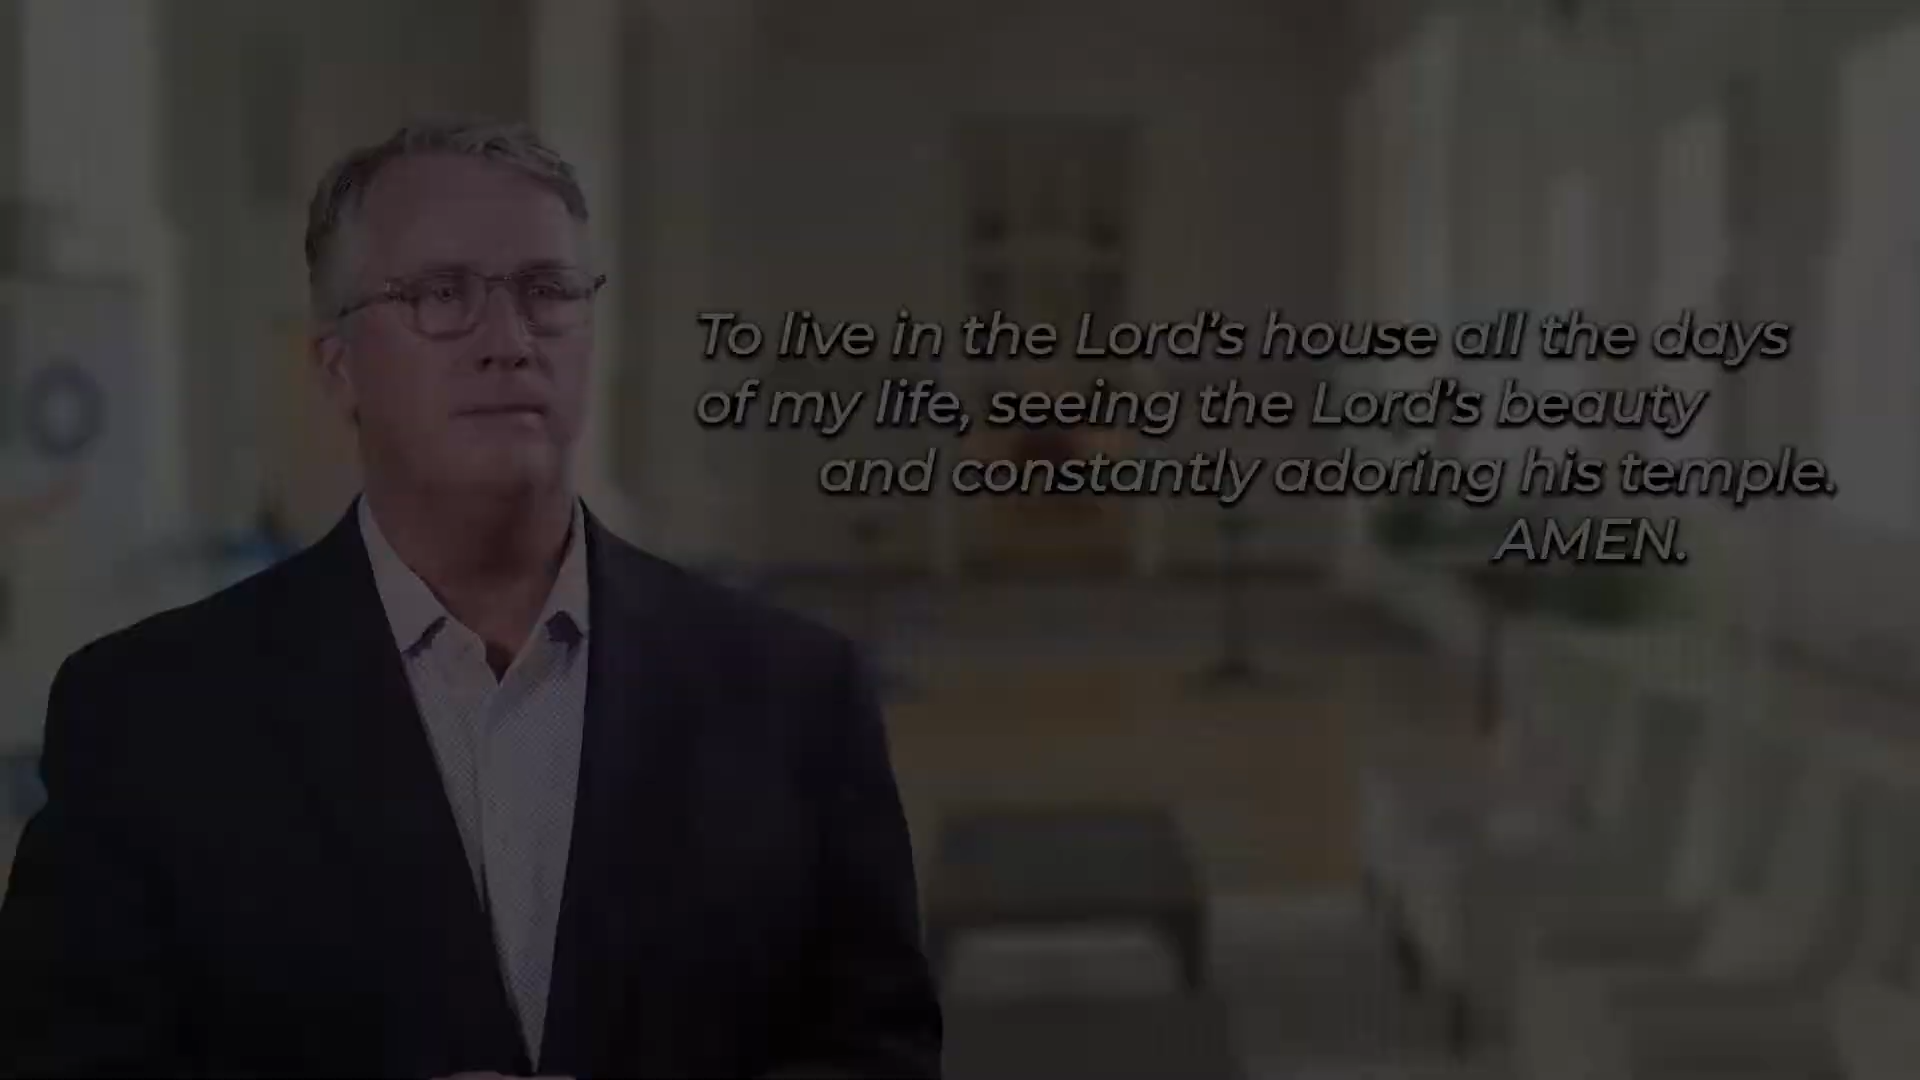 To live in the Lord's house all the days
of my life, seeing the Lord's beauty
and constantly adoring his temple.
AMEN.